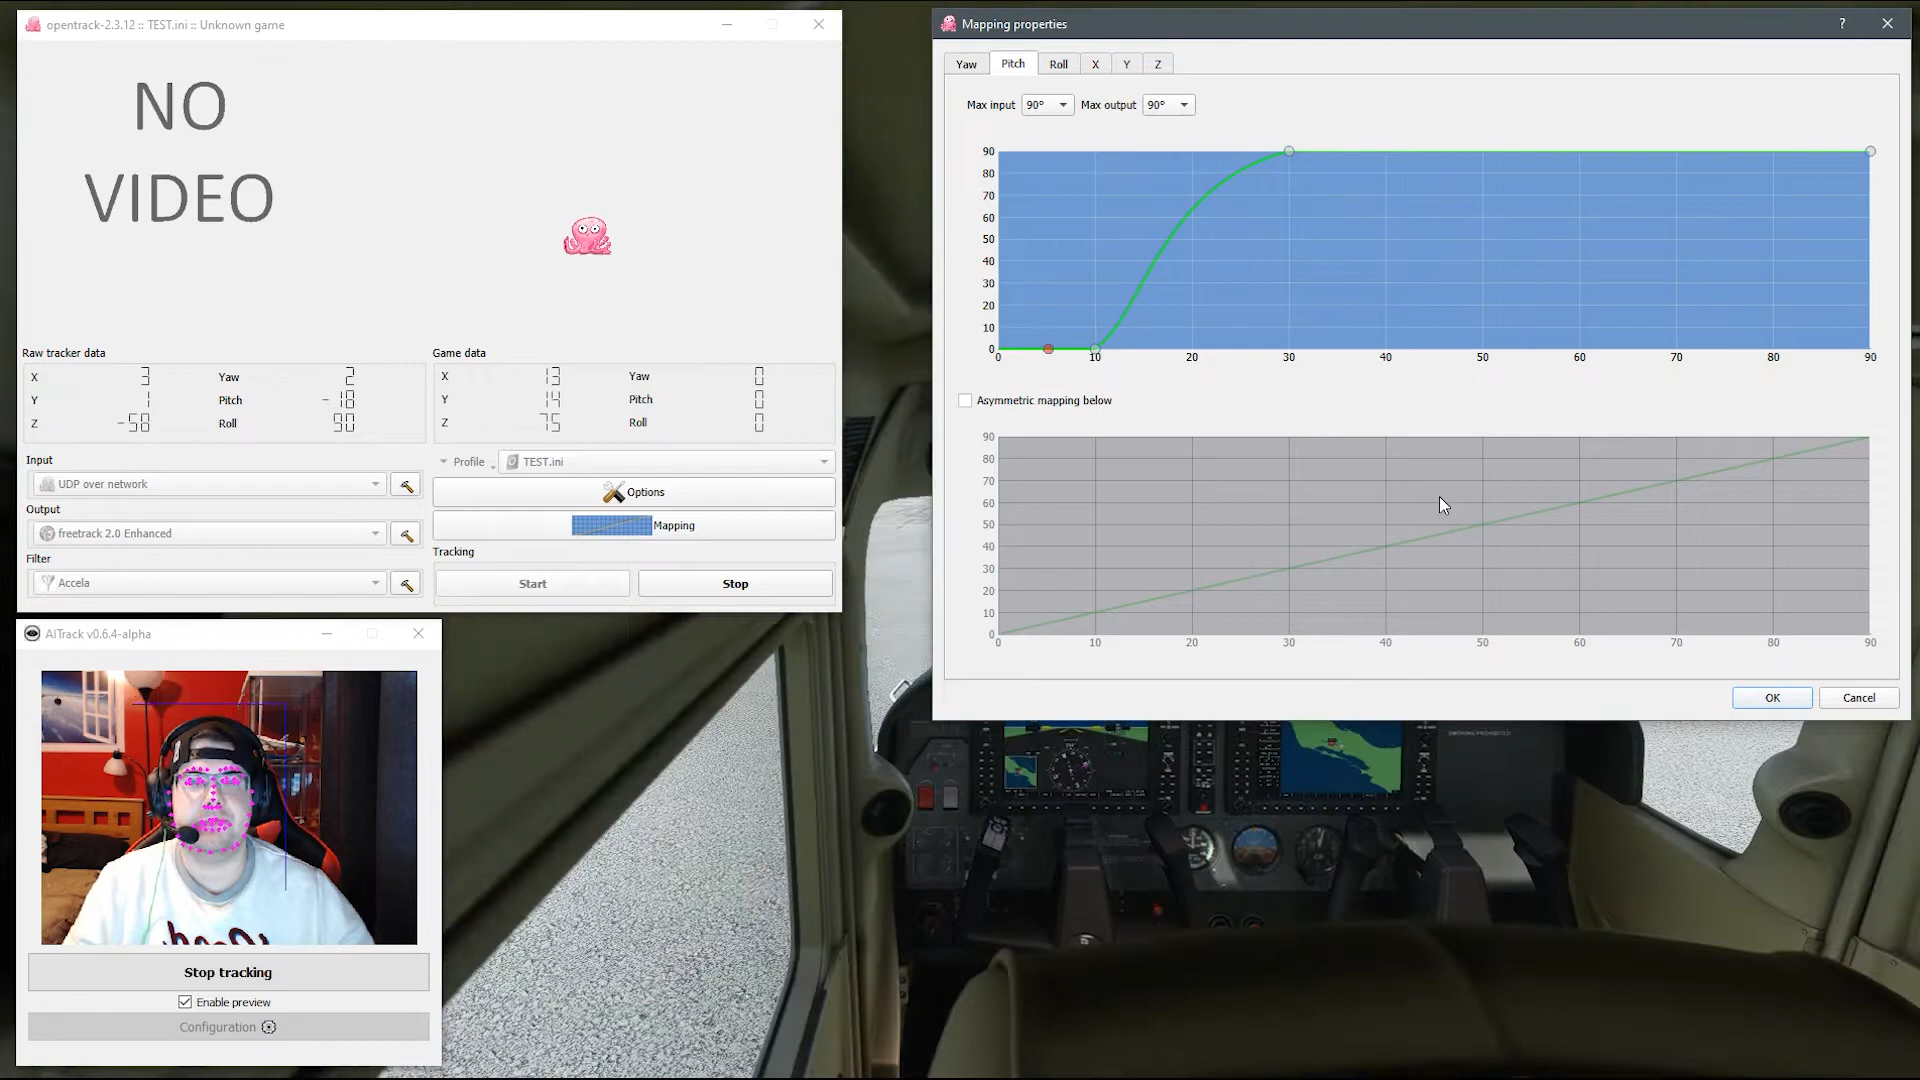 opentrack-2.3.12 :: TEST.ini :: Unknown game
NO
VIDEO
Raw tracker data
X 3 Yaw 2
Y 1 Pitch -18
Z -58 Roll 90
Game data
X 13 Yaw 0
Y 14 Pitch 0
Z 75 Roll 0
Input
UDP over network
Output
freetrack 2.0 Enhanced
Filter
Accela
Profile TEST.ini
Options
Mapping
Tracking
Start Stop
AITrack v0.6.4-alpha
Stop tracking
Enable preview
Configuration
Mapping properties
?
Yaw Pitch Roll X Y Z
Max input 90° Max output 90°
90
80
70
60
50
40
30
20
10
0
0 10 20 30 40 50 60 70 80 90
Asymmetric mapping below
90
80
70
60
50
40
30
20
10
0
0 10 20 30 40 50 60 70 80 90
OK Cancel